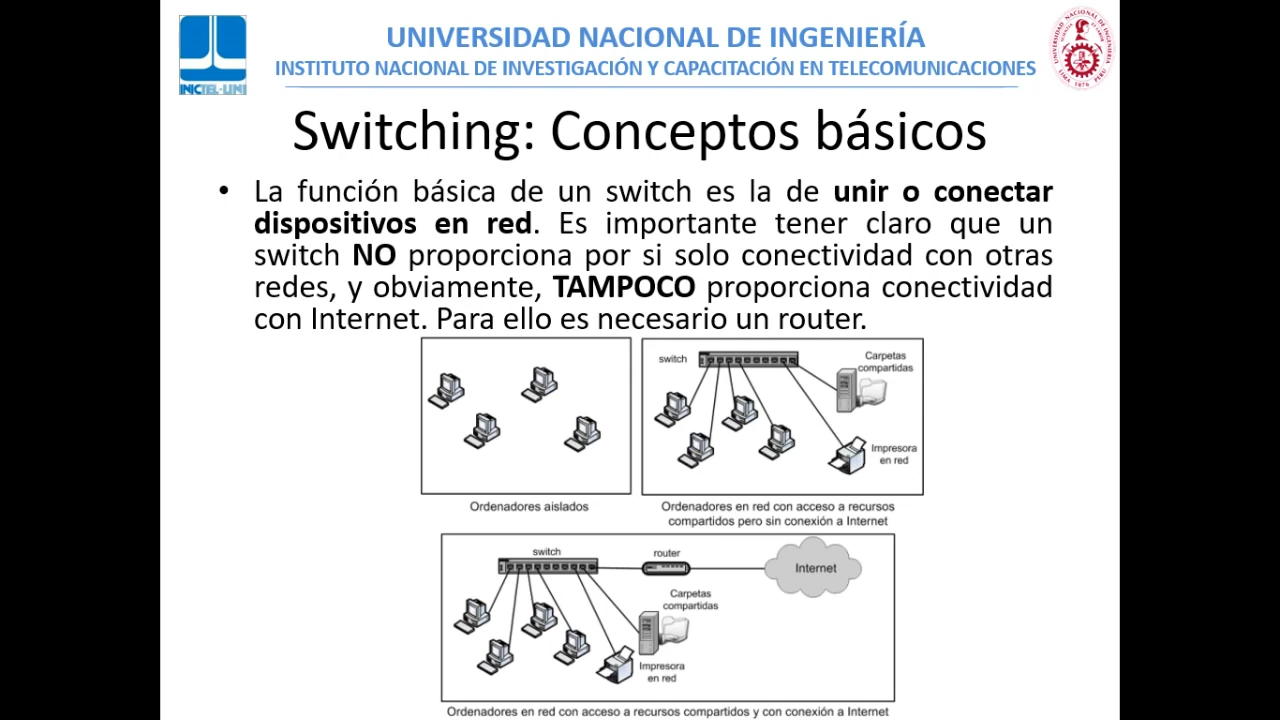 INICTEL-UNI
UNIVERSIDAD NACIONAL DE INGENIERÍA
INSTITUTO NACIONAL DE INVESTIGACIÓN Y CAPACITACIÓN EN TELECOMUNICACIONES
Switching: Conceptos básicos
• La función básica de un switch es la de unir o conectar
dispositivos en red. Es importante tener claro que un
switch NO proporciona por si solo conectividad con otras
redes, y obviamente, TAMPOCO proporciona conectividad
con Internet. Para ello es necesario un router.
switch
Carpetas
compartidas
Impresora
en red
Ordenadores aislados
Ordenadores en red con acceso a recursos
compartidos pero sin conexión a Internet
switch
router
Internet
Carpetas
compartidas
Impresora
en red
Ordenadores en red con acceso a recursos compartidos y con conexión a Internet